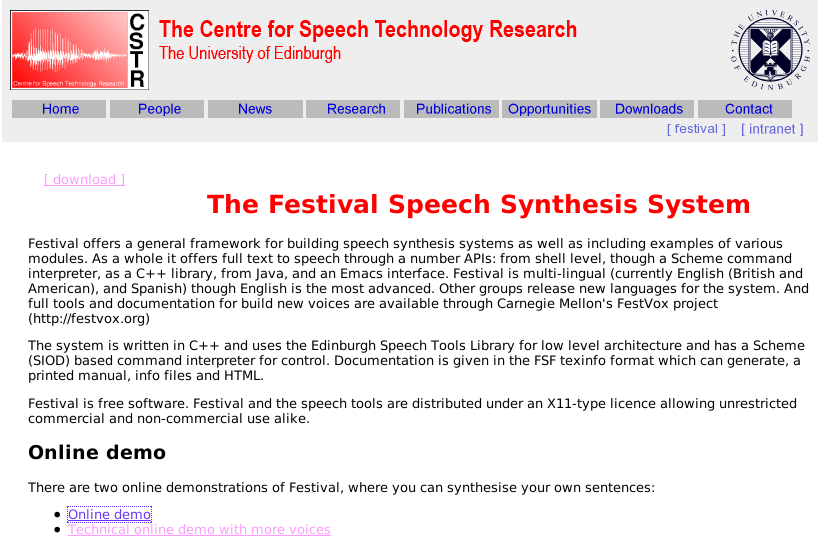 CSTR
Centre for Speech Technology Research
The Centre for Speech Technology Research
The University of Edinburgh
THE UNIVERSITY OF EDINBURGH
Home People News Research Publications Opportunities Downloads Contact
[ festival ] [ intranet ]
[ download ]
The Festival Speech Synthesis System
Festival offers a general framework for building speech synthesis systems as well as including examples of various
modules. As a whole it offers full text to speech through a number APIs: from shell level, though a Scheme command
interpreter, as a C++ library, from Java, and an Emacs interface. Festival is multi-lingual (currently English (British and
American), and Spanish) though English is the most advanced. Other groups release new languages for the system. And
full tools and documentation for build new voices are available through Carnegie Mellon's FestVox project
(http://festvox.org)
The system is written in C++ and uses the Edinburgh Speech Tools Library for low level architecture and has a Scheme
(SIOD) based command interpreter for control. Documentation is given in the FSF texinfo format which can generate, a
printed manual, info files and HTML.
Festival is free software. Festival and the speech tools are distributed under an X11-type licence allowing unrestricted
commercial and non-commercial use alike.
Online demo
There are two online demonstrations of Festival, where you can synthesise your own sentences:
• Online demo
• Technical online demo with more voices